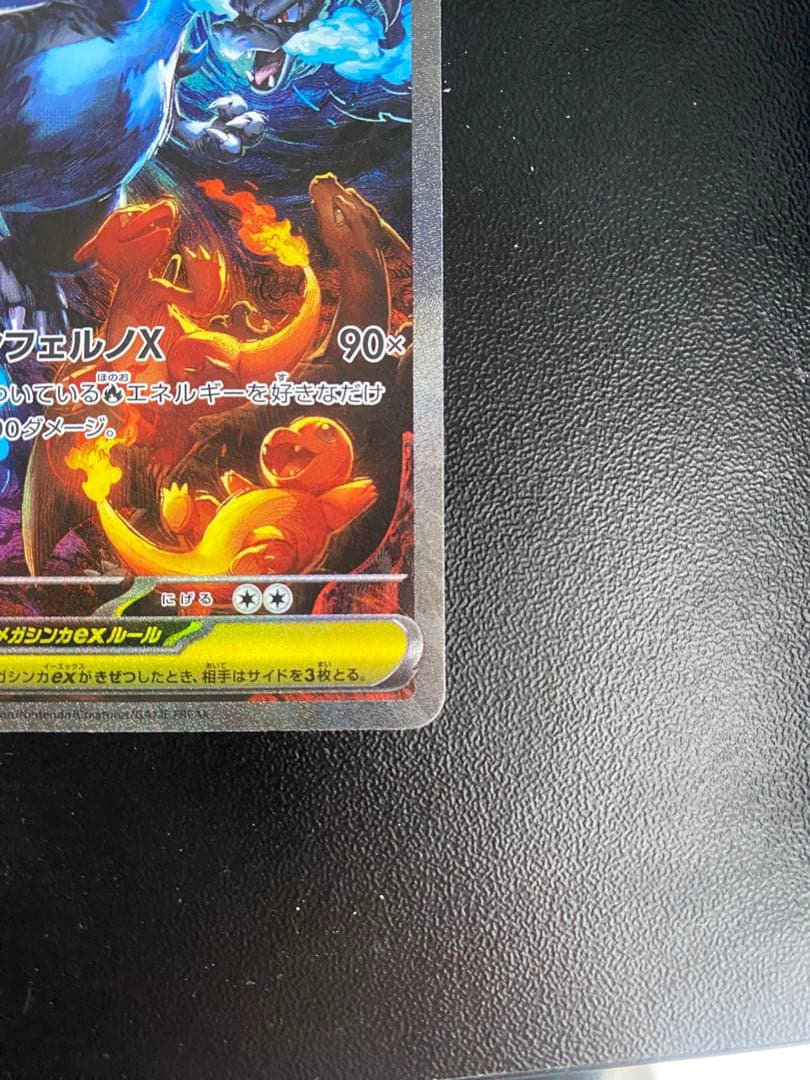 フェルノX 90×
ほのお す
ついている エネルギーを好きなだけ
0ダメージ。
にげる
メガシンカexルール
イーエックス あいて まい
ガシンカexがきぜつしたとき、相手はサイドを3枚とる。
/Nintendo/Creatures/GAME FREAK.